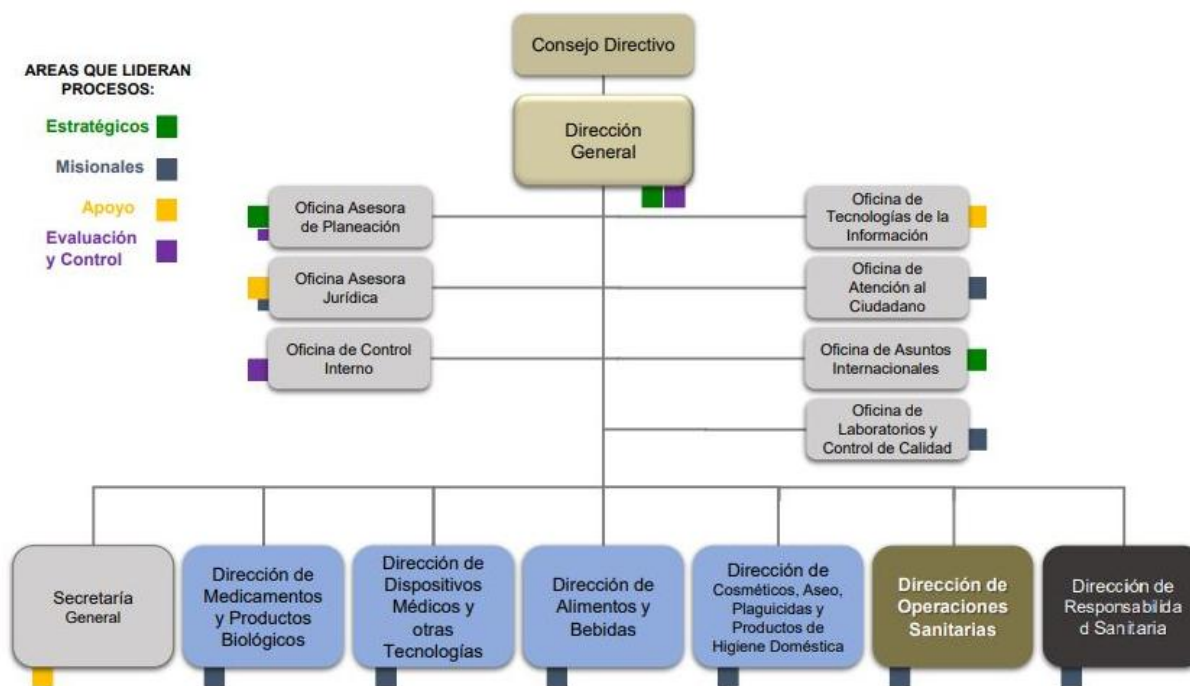 Consejo Directivo
AREAS QUE LIDERAN
PROCESOS:
Estratégicos
Misionales
Apoyo
Evaluación
y Control
Dirección
General
Oficina Asesora
de Planeación
Oficina de
Tecnologías de la
Información
Oficina Asesora
Jurídica
Oficina de
Atención al
Ciudadano
Oficina de Control
Interno
Oficina de Asuntos
Internacionales
Oficina de
Laboratorios y
Control de Calidad
Secretaría
General
Dirección de
Medicamentos
y Productos
Biológicos
Dirección de
Dispositivos
Médicos y
otras
Tecnologías
Dirección de
Alimentos y
Bebidas
Dirección de
Cosméticos, Aseo,
Plaguicidas y
Productos de
Higiene Doméstica
Dirección de
Operaciones
Sanitarias
Dirección de
Responsabilida
d Sanitaria